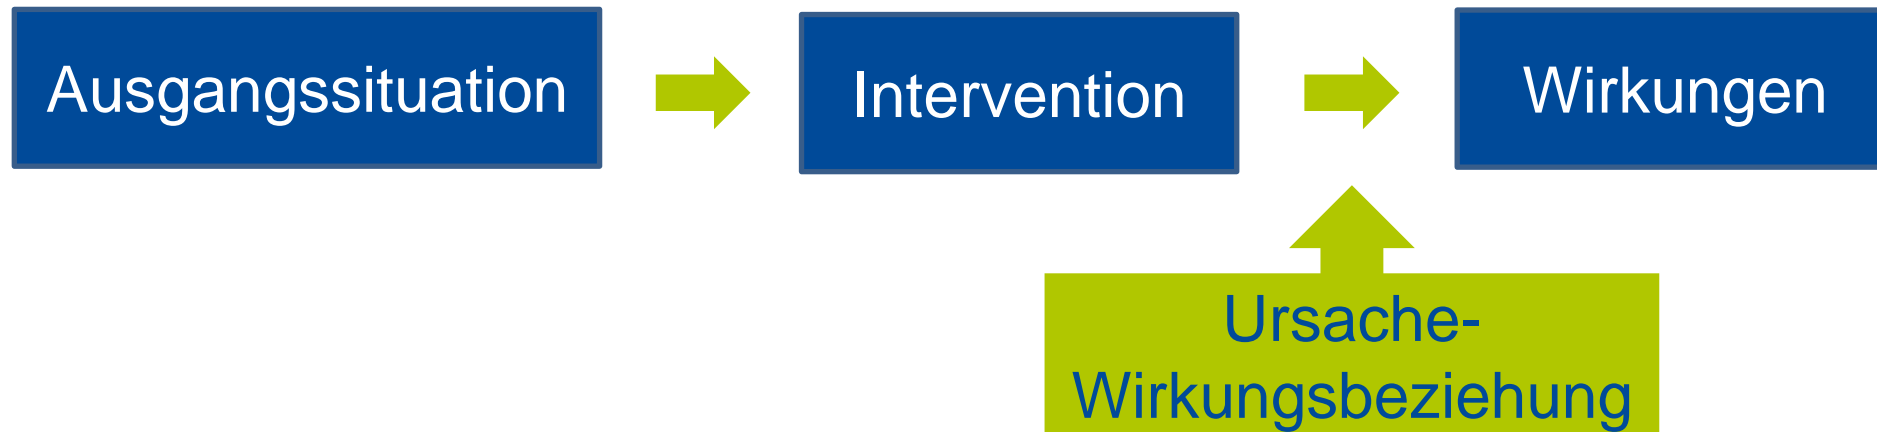 Ausgangssituation
Intervention
Wirkungen
Ursache-
Wirkungsbeziehung